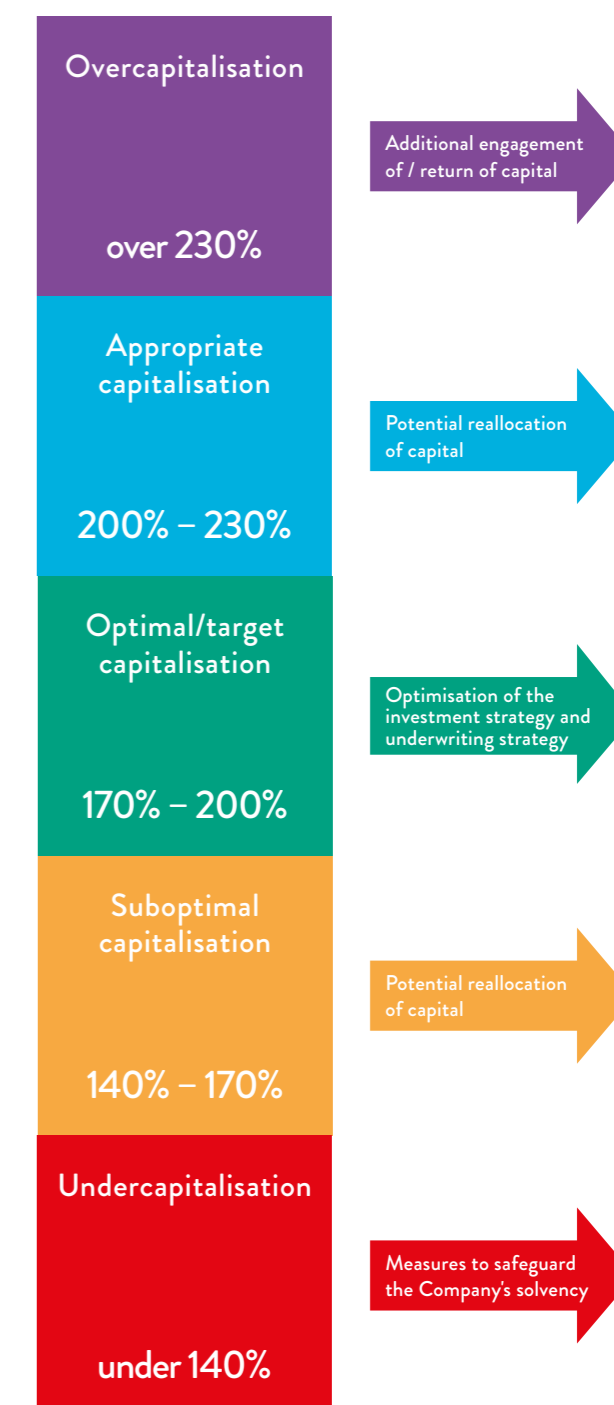 Overcapitalisation
over 230%
Additional engagement
of / return of capital
Appropriate
capitalisation
200% – 230%
Potential reallocation
of capital
Optimal/target
capitalisation
170% – 200%
Optimisation of the
investment strategy and
underwriting strategy
Suboptimal
capitalisation
140% – 170%
Potential reallocation
of capital
Undercapitalisation
under 140%
Measures to safeguard
the Company's solvency